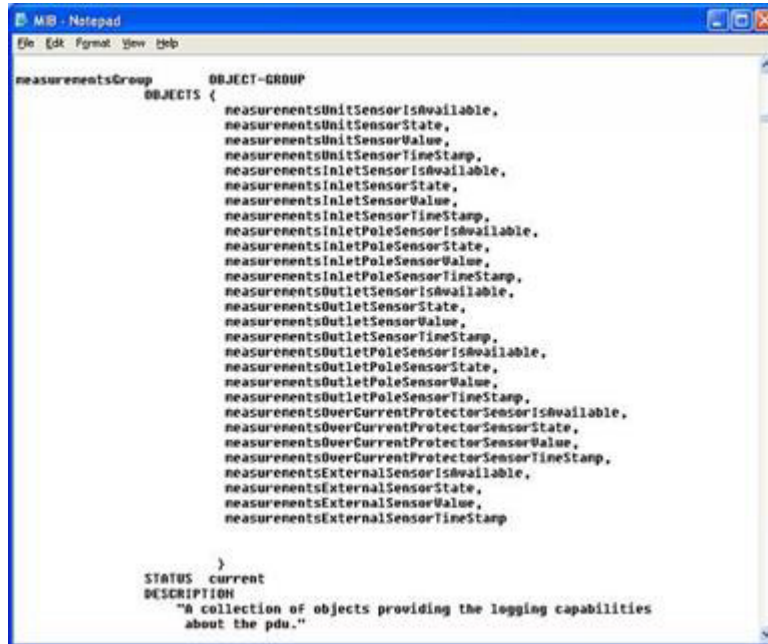 MIB - Notepad
File Edit Format View Help
measurementsGroup OBJECT-GROUP
OBJECTS {
measurementsUnitSensorIsAvailable,
measurementsUnitSensorState,
measurementsUnitSensorValue,
measurementsUnitSensorTimeStamp,
measurementsInletSensorIsAvailable,
measurementsInletSensorState,
measurementsInletSensorValue,
measurementsInletSensorTimeStamp,
measurementsInletPoleSensorIsAvailable,
measurementsInletPoleSensorState,
measurementsInletPoleSensorValue,
measurementsInletPoleSensorTimeStamp,
measurementsOutletSensorIsAvailable,
measurementsOutletSensorState,
measurementsOutletSensorValue,
measurementsOutletSensorTimeStamp,
measurementsOutletPoleSensorIsAvailable,
measurementsOutletPoleSensorState,
measurementsOutletPoleSensorValue,
measurementsOutletPoleSensorTimeStamp,
measurementsOverCurrentProtectorSensorIsAvailable,
measurementsOverCurrentProtectorSensorState,
measurementsOverCurrentProtectorSensorValue,
measurementsOverCurrentProtectorSensorTimeStamp,
measurementsExternalSensorIsAvailable,
measurementsExternalSensorState,
measurementsExternalSensorValue,
measurementsExternalSensorTimeStamp
}
STATUS current
DESCRIPTION
"A collection of objects providing the logging capabilities
about the pdu."